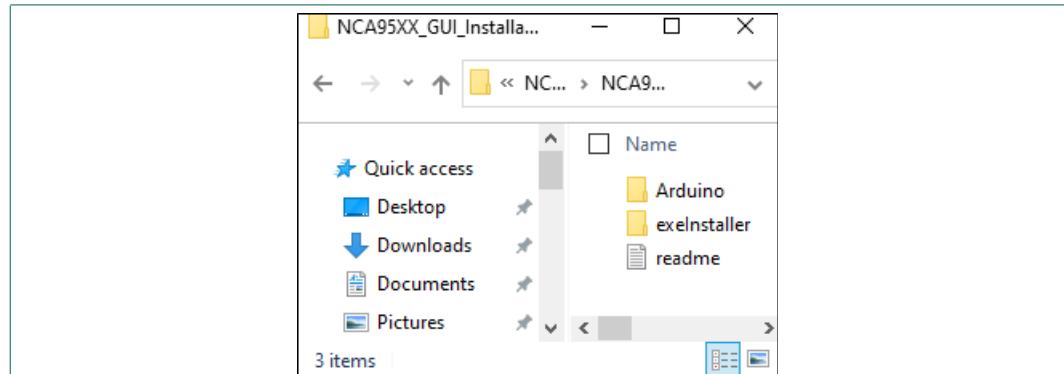 NCA95XX_GUI_Installa...
« NC... › NCA9...
Name
Quick access
Arduino
Desktop
exeInstaller
Downloads
readme
Documents
Pictures
3 items